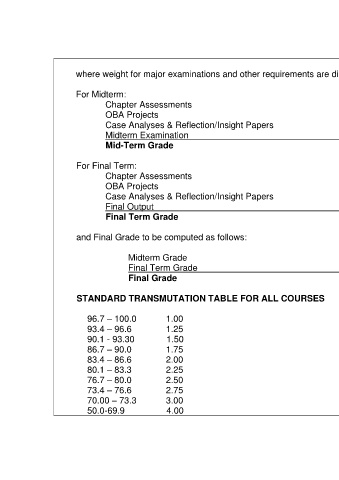 where weight for major examinations and other requirements are di
For Midterm:
Chapter Assessments
OBA Projects
Case Analyses & Reflection/Insight Papers
Midterm Examination
Mid-Term Grade
For Final Term:
Chapter Assessments
OBA Projects
Case Analyses & Reflection/Insight Papers
Final Output
Final Term Grade
and Final Grade to be computed as follows:
Midterm Grade
Final Term Grade
Final Grade
STANDARD TRANSMUTATION TABLE FOR ALL COURSES
96.7 – 100.0 1.00
93.4 – 96.6 1.25
90.1 - 93.30 1.50
86.7 – 90.0 1.75
83.4 – 86.6 2.00
80.1 – 83.3 2.25
76.7 – 80.0 2.50
73.4 – 76.6 2.75
70.00 – 73.3 3.00
50.0-69.9 4.00